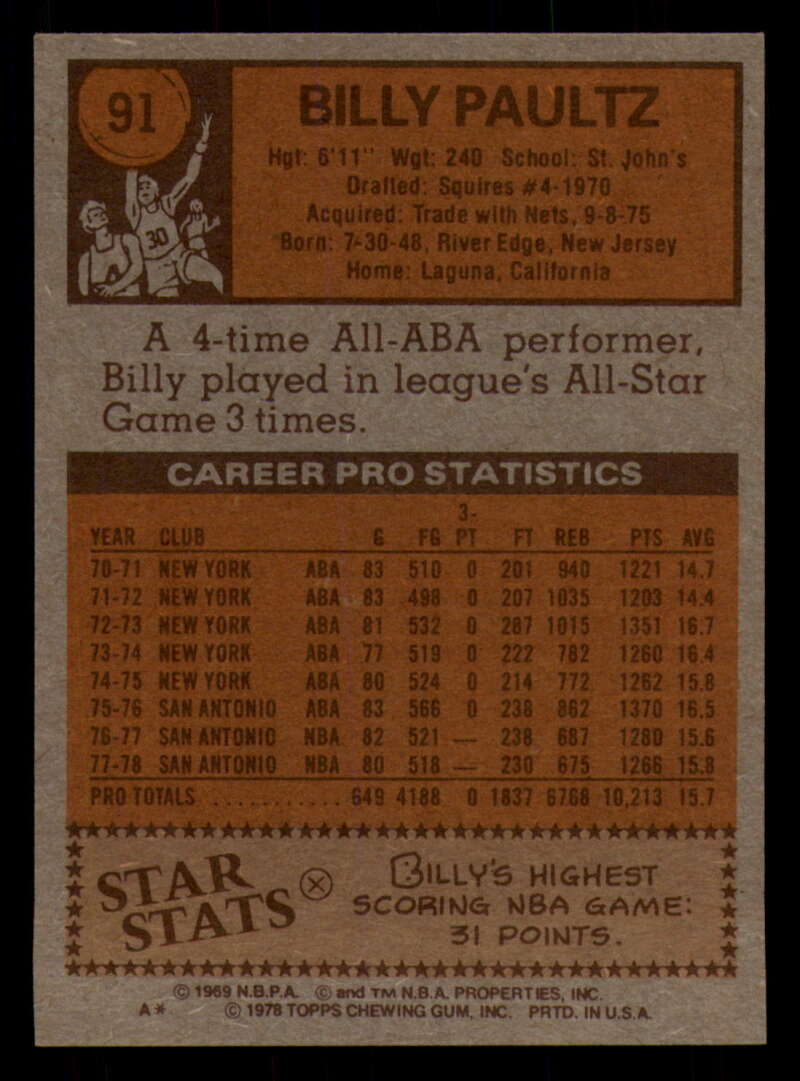 91
BILLY PAULTZ
Hgt: 6'11" Wgt: 240 School: St. John's
Drafted: Squires #4-1970
Acquired: Trade with Nets, 9-8-75
Born: 7-30-48, River Edge, New Jersey
Home: Laguna, California
30
A 4-time All-ABA performer,
Billy played in league's All-Star
Game 3 times.
CAREER PRO STATISTICS
YEAR CLUB G FG 3-PT FT REB PTS AVG
70-71 NEW YORK ABA 83 510 0 201 940 1221 14.7
71-72 NEW YORK ABA 83 498 0 207 1035 1203 14.4
72-73 NEW YORK ABA 81 532 0 287 1015 1351 16.7
73-74 NEW YORK ABA 77 519 0 222 782 1260 16.4
74-75 NEW YORK ABA 80 524 0 214 772 1262 15.8
75-76 SAN ANTONIO ABA 83 566 0 238 862 1370 16.5
76-77 SAN ANTONIO NBA 82 521 — 238 687 1280 15.6
77-78 SAN ANTONIO NBA 80 518 — 230 675 1266 15.8
PRO TOTALS ........... 649 4188 0 1837 6768 10,213 15.7
STAR
STATS
BILLY'S HIGHEST
SCORING NBA GAME:
31 POINTS.
© 1969 N.B.P.A. © and TM N.B.A. PROPERTIES, INC.
A* © 1978 TOPPS CHEWING GUM, INC. PRTD. IN U.S.A.